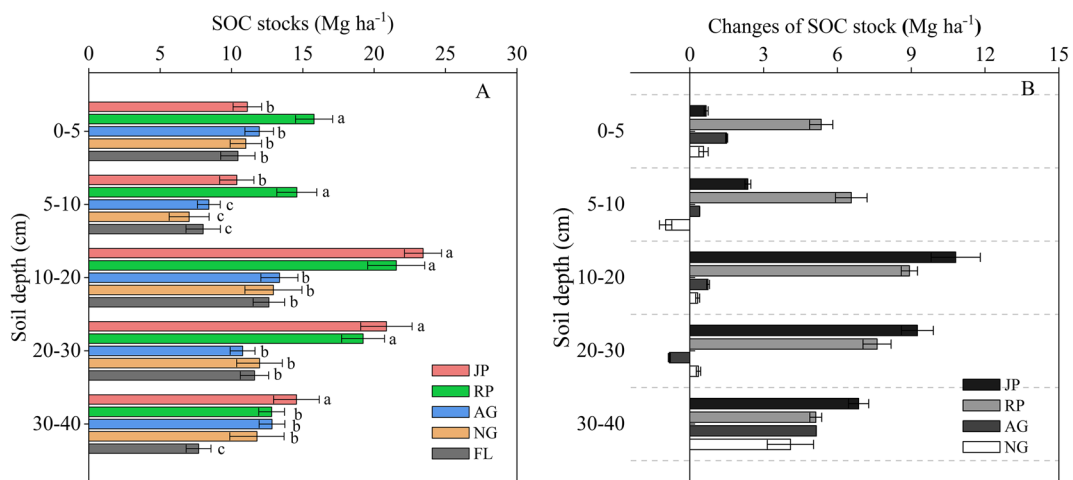 SOC stocks (Mg ha-1)
0 5 10 15 20 25 30
A
Soil depth (cm)
0-5
b
a
b
b
b
5-10
b
a
c
c
c
10-20
a
a
b
b
b
20-30
a
a
b
b
b
30-40
a
b
b
b
c
JP
RP
AG
NG
FL
Changes of SOC stock (Mg ha-1)
0 3 6 9 12 15
B
Soil depth (cm)
0-5
5-10
10-20
20-30
30-40
JP
RP
AG
NG